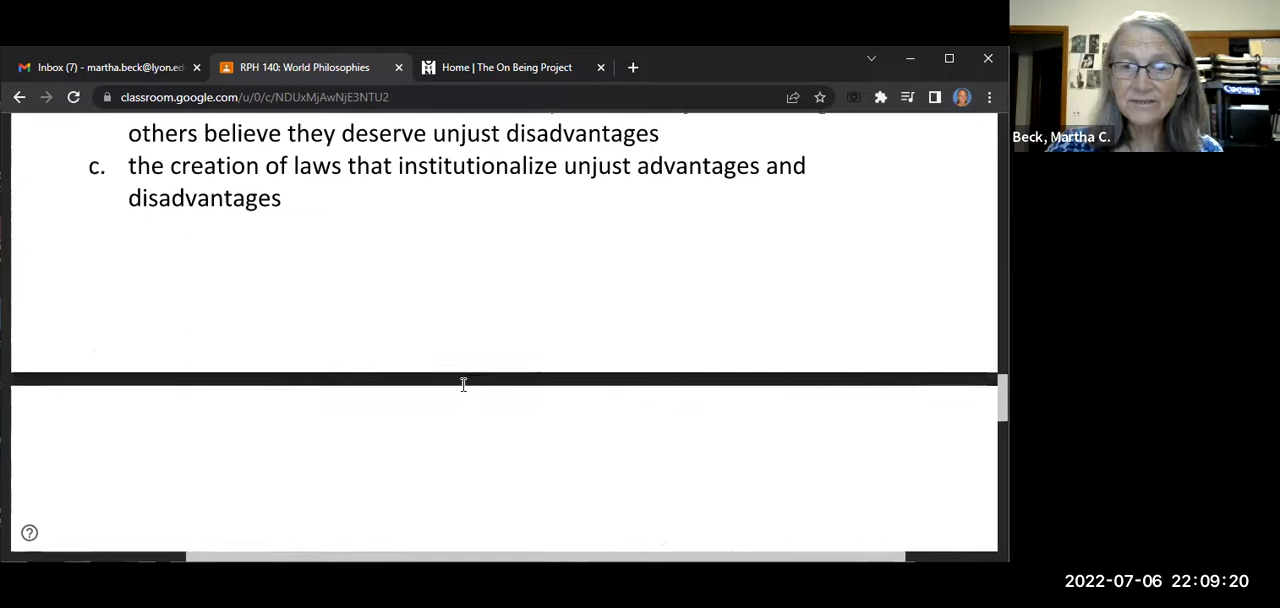 Inbox (7) - martha.beck@lyon.ed
RPH 140: World Philosophies
Home | The On Being Project
classroom.google.com/u/0/c/NDUxMjAwNjE3NTU2
others believe they deserve unjust disadvantages
c. the creation of laws that institutionalize unjust advantages and
disadvantages
Beck, Martha C.
2022-07-06 22:09:20